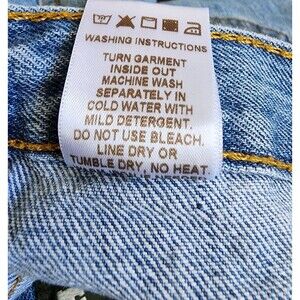 WASHING INSTRUCTIONS
TURN GARMENT
INSIDE OUT
MACHINE WASH
SEPARATELY IN
COLD WATER WITH
MILD DETERGENT.
DO NOT USE BLEACH.
LINE DRY OR
TUMBLE DRY, NO HEAT.